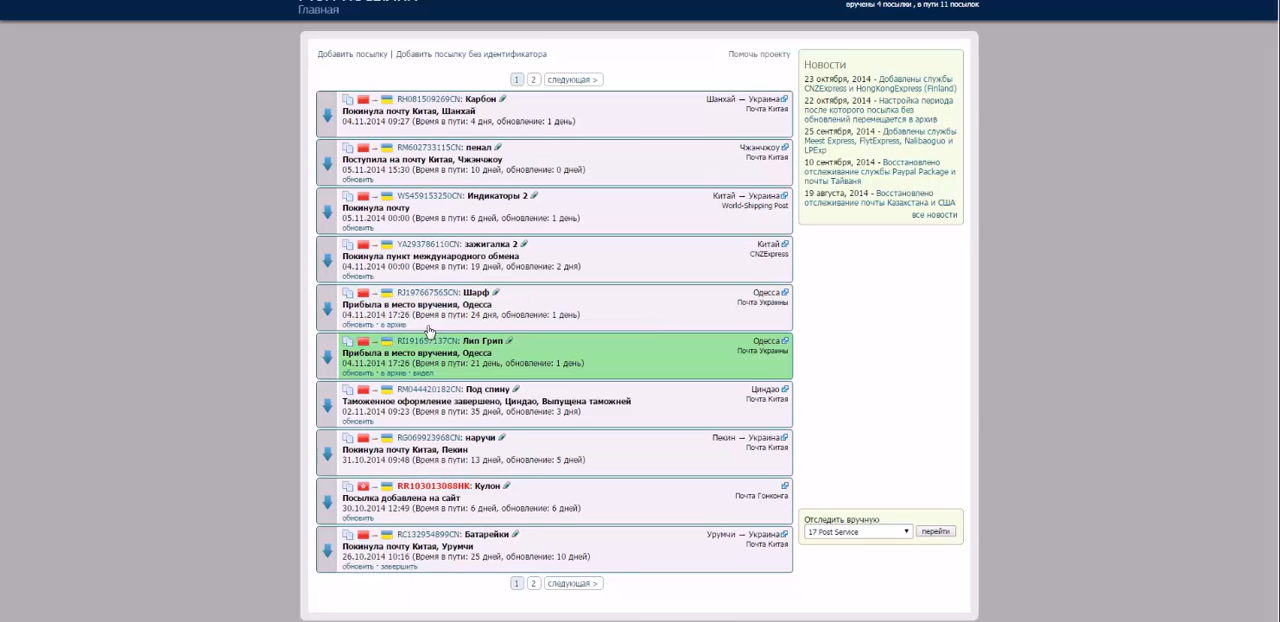 Главная
вручены 4 посылки , в пути 11 посылок
Добавить посылку | Добавить посылку без идентификатора
Помочь проекту
1 2 следующая >
RH081509269CN: Карбон
Шанхай — Украина
Покинула почту Китая, Шанхай
Почта Китая
04.11.2014 09:27 (Время в пути: 4 дня, обновление: 1 день)
RM602733115CN: пенал
Чжэнчжоу
Поступила на почту Китая, Чжэнчжоу
Почта Китая
05.11.2014 15:30 (Время в пути: 10 дней, обновление: 0 дней)
обновить
WS459153250CN: Индикаторы 2
Китай — Украина
Покинула почту
World-Shipping Post
05.11.2014 00:00 (Время в пути: 6 дней, обновление: 1 день)
обновить
YA293786110CN: зажигалка 2
Китай
Покинула пункт международного обмена
CNZExpress
04.11.2014 00:00 (Время в пути: 19 дней, обновление: 2 дня)
обновить
RJ197667565CN: Шарф
Одесса
Прибыла в место вручения, Одесса
Почта Украины
04.11.2014 17:26 (Время в пути: 24 дня, обновление: 1 день)
обновить · в архив
RI191657137CN: Лип Грип
Одесса
Прибыла в место вручения, Одесса
Почта Украины
04.11.2014 17:26 (Время в пути: 21 день, обновление: 1 день)
обновить · в архив · видел
RM044420182CN: Под спину
Циндао
Таможенное оформление завершено, Циндао, Выпущена таможней
Почта Китая
02.11.2014 09:23 (Время в пути: 35 дней, обновление: 3 дня)
обновить
RG069923968CN: наручи
Пекин — Украина
Покинула почту Китая, Пекин
Почта Китая
31.10.2014 09:48 (Время в пути: 13 дней, обновление: 5 дней)
RR103013088HK: Кулон
Посылка добавлена на сайт
Почта Гонконга
30.10.2014 12:49 (Время в пути: 6 дней, обновление: 6 дней)
обновить
RC132954899CN: Батарейки
Урумчи — Украина
Покинула почту Китая, Урумчи
Почта Китая
26.10.2014 10:16 (Время в пути: 25 дней, обновление: 10 дней)
обновить · завершить
1 2 следующая >
Новости
23 октября, 2014 - Добавлены службы
CNZExpress и HongKongExpress (Finland)
22 октября, 2014 - Настройка периода
после которого посылка без
обновлений перемещается в архив
25 сентября, 2014 - Добавлены службы
Meest Express, FlytExpress, Nalibaoguo и
LPExp
10 сентября, 2014 - Восстановлено
отслеживание службы Paypal Package и
почты Тайваня
19 августа, 2014 - Восстановлено
отслеживание почты Казахстана и США
все новости
Отследить вручную
17 Post Service
перейти